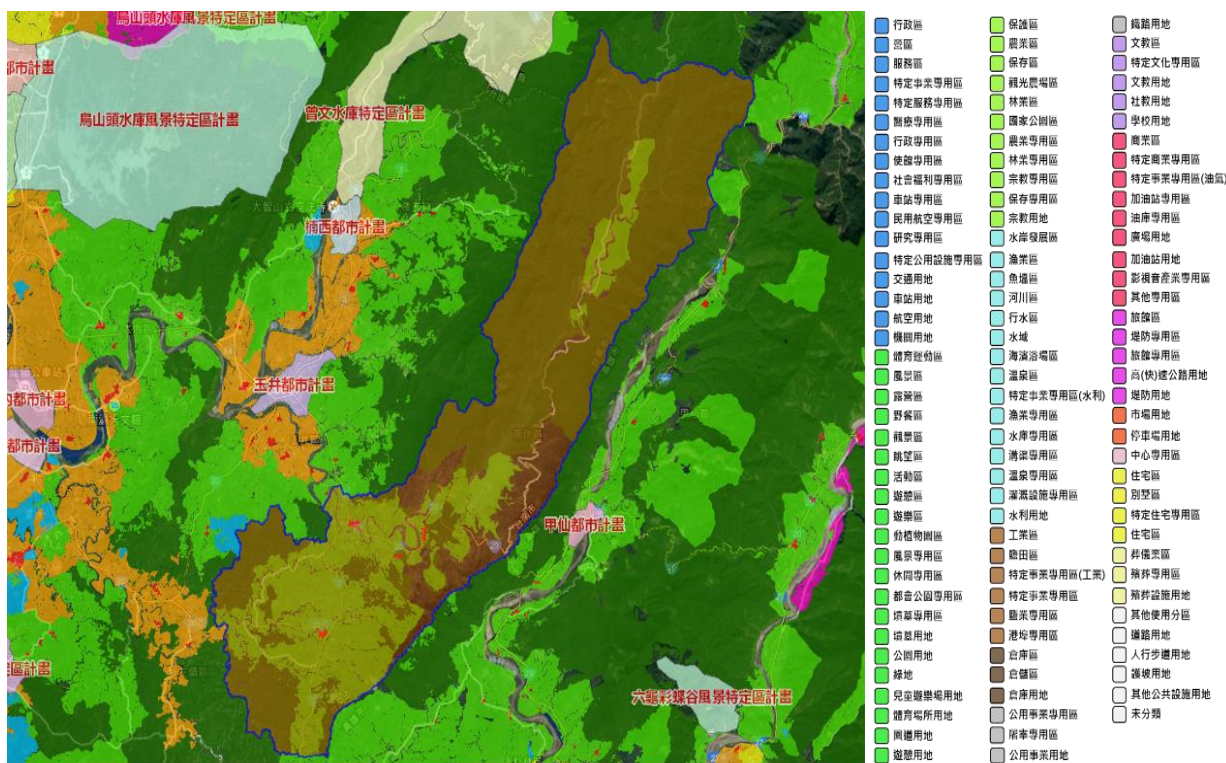 烏山頭水庫風景特定區計畫
都市計畫
曾文水庫特定區計畫
烏山頭水庫風景特定區計畫
楠西都市計畫
玉井都市計畫
都市計畫
都市計畫
甲仙都市計畫
六龜彩蝶谷風景特定區計畫
區計畫
行政區
營區
服務區
特定事業專用區
特定服務專用區
醫療專用區
行政專用區
使館專用區
社會福利專用區
車站專用區
民用航空專用區
研究專用區
特定公用設施專用區
交通用地
車站用地
航空用地
機關用地
體育運動區
風景區
露營區
野餐區
觀景區
眺望區
活動區
遊憩區
遊樂區
動植物園區
風景專用區
休閒專用區
都會公園專用區
墳墓專用區
墳墓用地
公園用地
綠地
兒童遊樂場用地
體育場所用地
園道用地
遊憩用地
保護區
農業區
保存區
觀光農場區
林業區
國家公園區
農業專用區
林業專用區
宗教專用區
保存專用區
宗教用地
水岸發展區
漁業區
魚塭區
河川區
行水區
水域
海濱浴場區
溫泉區
特定事業專用區(水利)
漁業專用區
水庫專用區
溝渠專用區
溫泉專用區
灌溉設施專用區
水利用地
工業區
鹽田區
特定事業專用區(工業)
特定事業專用區
鹽業專用區
港埠專用區
倉庫區
倉儲區
倉庫用地
公用事業專用區
屠宰專用區
公用事業用地
鐵路用地
文教區
特定文化專用區
文教用地
社教用地
學校用地
商業區
特定商業專用區
特定事業專用區(油氣)
加油站專用區
油庫專用區
廣場用地
加油站用地
影視音產業專用區
其他專用區
旅館區
堤防專用區
旅館專用區
高(快)速公路用地
堤防用地
市場用地
停車場用地
中心專用區
住宅區
別墅區
特定住宅專用區
住宅區
葬儀業區
殯葬專用區
殯葬設施用地
其他使用分區
道路用地
人行步道用地
護坡用地
其他公共設施用地
未分類